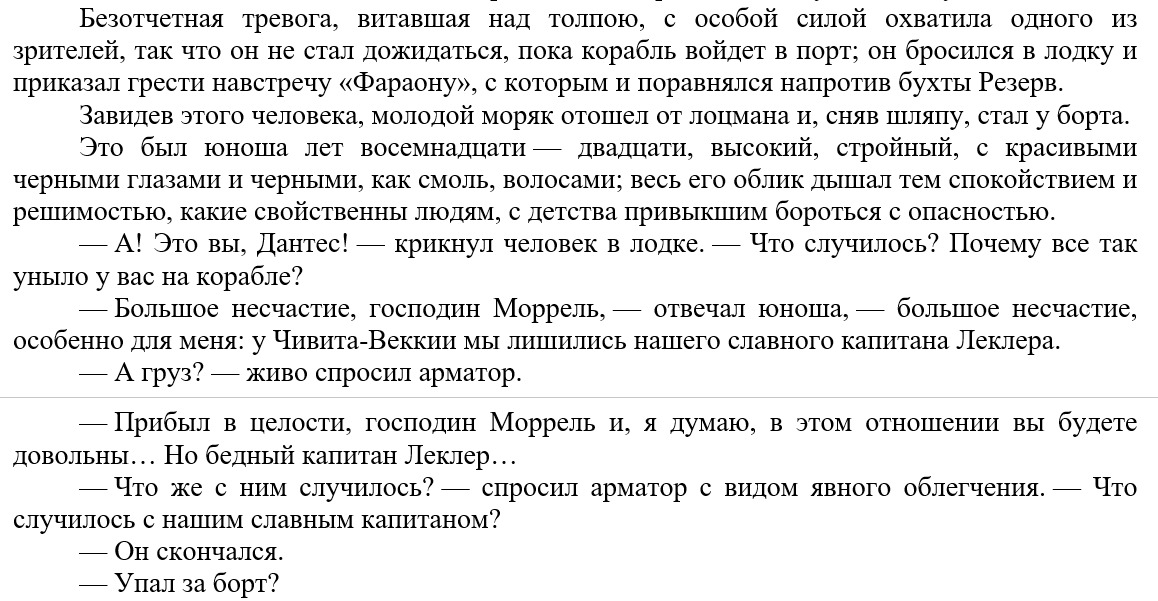 Безотчетная тревога, витавшая над толпою, с особой силой охватила одного из
зрителей, так что он не стал дожидаться, пока корабль войдет в порт; он бросился в лодку и
приказал грести навстречу «Фараону», с которым и поравнялся напротив бухты Резерв.
Завидев этого человека, молодой моряк отошел от лоцмана и, сняв шляпу, стал у борта.
Это был юноша лет восемнадцати — двадцати, высокий, стройный, с красивыми
черными глазами и черными, как смоль, волосами; весь его облик дышал тем спокойствием и
решимостью, какие свойственны людям, с детства привыкшим бороться с опасностью.
— А! Это вы, Дантес! — крикнул человек в лодке. — Что случилось? Почему все так
уныло у вас на корабле?
— Большое несчастие, господин Моррель, — отвечал юноша, — большое несчастие,
особенно для меня: у Чивита-Веккии мы лишились нашего славного капитана Леклера.
— А груз? — живо спросил арматор.
— Прибыл в целости, господин Моррель и, я думаю, в этом отношении вы будете
довольны… Но бедный капитан Леклер…
— Что же с ним случилось? — спросил арматор с видом явного облегчения. — Что
случилось с нашим славным капитаном?
— Он скончался.
— Упал за борт?